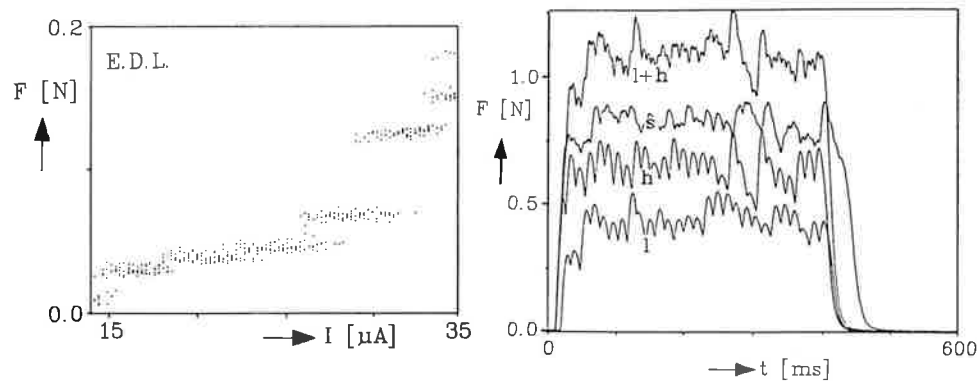 0.2
E.D.L.
F [N]
0.0
15
35
I [µA]
1.0
F [N]
0.5
0.0
l+h
ŝ
h
l
0
600
t [ms]